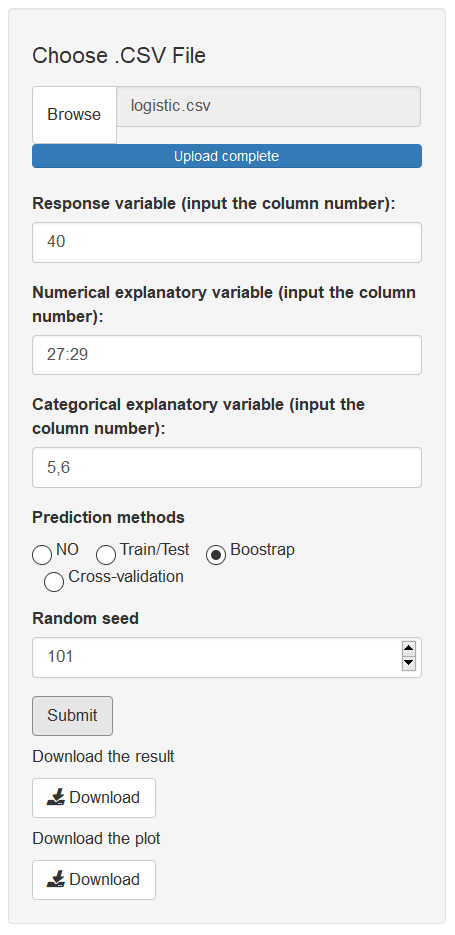 Choose .CSV File
Browse logistic.csv
Upload complete
Response variable (input the column number):
40
Numerical explanatory variable (input the column
number):
27:29
Categorical explanatory variable (input the
column number):
5,6
Prediction methods
NO Train/Test Boostrap
Cross-validation
Random seed
101
Submit
Download the result
Download
Download the plot
Download